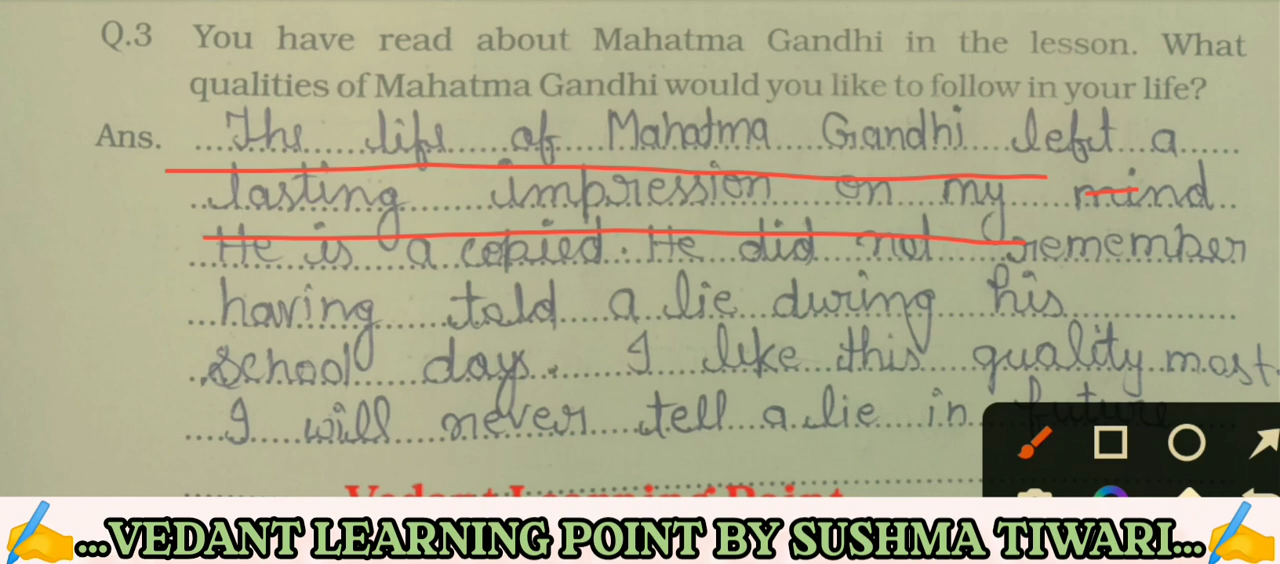 Q.3 You have read about Mahatma Gandhi in the lesson. What
qualities of Mahatma Gandhi would you like to follow in your life?
Ans. The life of Mahatma Gandhi left a
lasting impression on my mind
He is a copied. He did not remember
having told a lie during his
school days. I like this quality most.
I will never tell a lie in future
Vedant Learning Point
...VEDANT LEARNING POINT BY SUSHMA TIWARI...